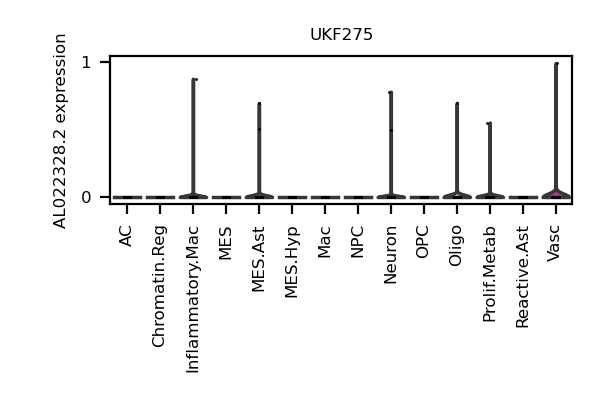 UKF275
AL022328.2 expression
1
0
AC
Chromatin.Reg
Inflammatory.Mac
MES
MES.Ast
MES.Hyp
Mac
NPC
Neuron
OPC
Oligo
Prolif.Metab
Reactive.Ast
Vasc